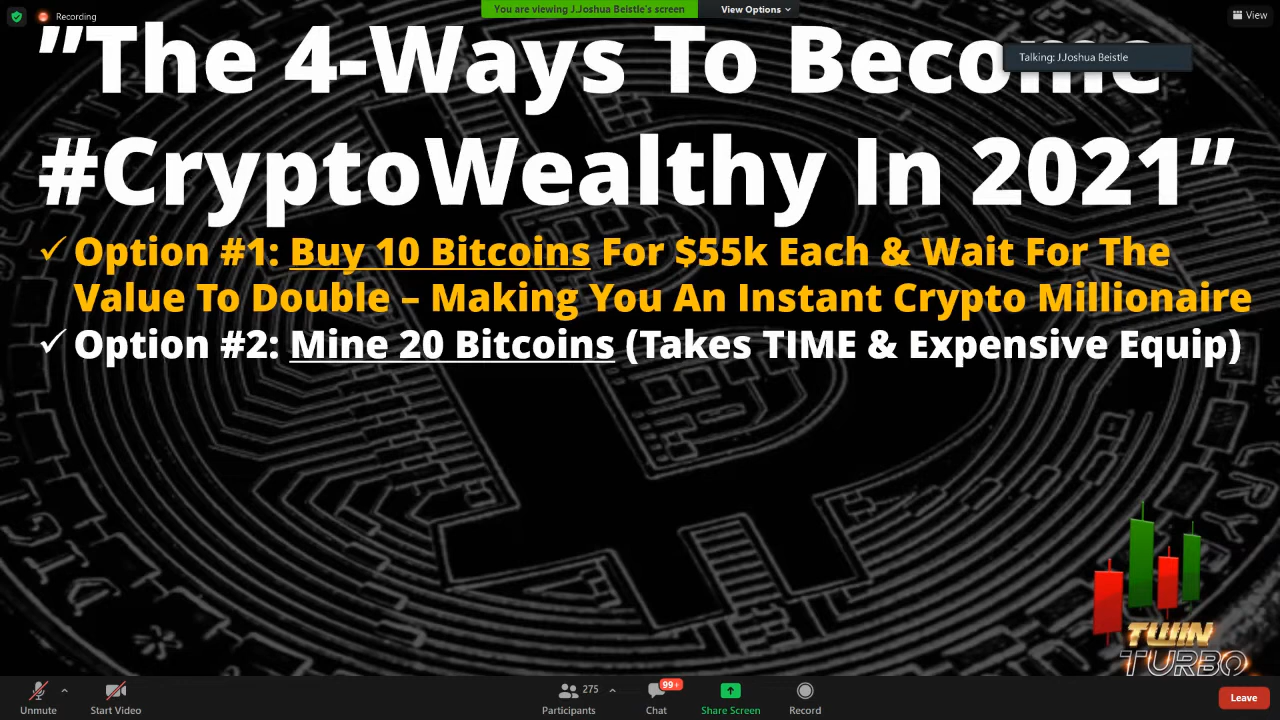 Recording
You are viewing J.Joshua Beistle's screen
View Options
View
Talking: J.Joshua Beistle
"The 4-Ways To Become
#CryptoWealthy In 2021"
✓ Option #1: Buy 10 Bitcoins For $55k Each & Wait For The
Value To Double – Making You An Instant Crypto Millionaire
✓ Option #2: Mine 20 Bitcoins (Takes TIME & Expensive Equip)
TWIN
TURBO
Unmute
Start Video
275
Participants
99+
Chat
Share Screen
Record
Leave